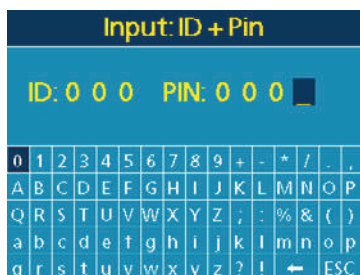 Input: ID + Pin
ID: 0 0 0 PIN: 0 0 0 _
0 1 2 3 4 5 6 7 8 9 + - * / . ,
A B C D E F G H I J K L M N O P
Q R S T U V W X Y Z ; : % & ( )
a b c d e f g h i j k l m n o p
q r s t u v w x y z ? ! ← ESC